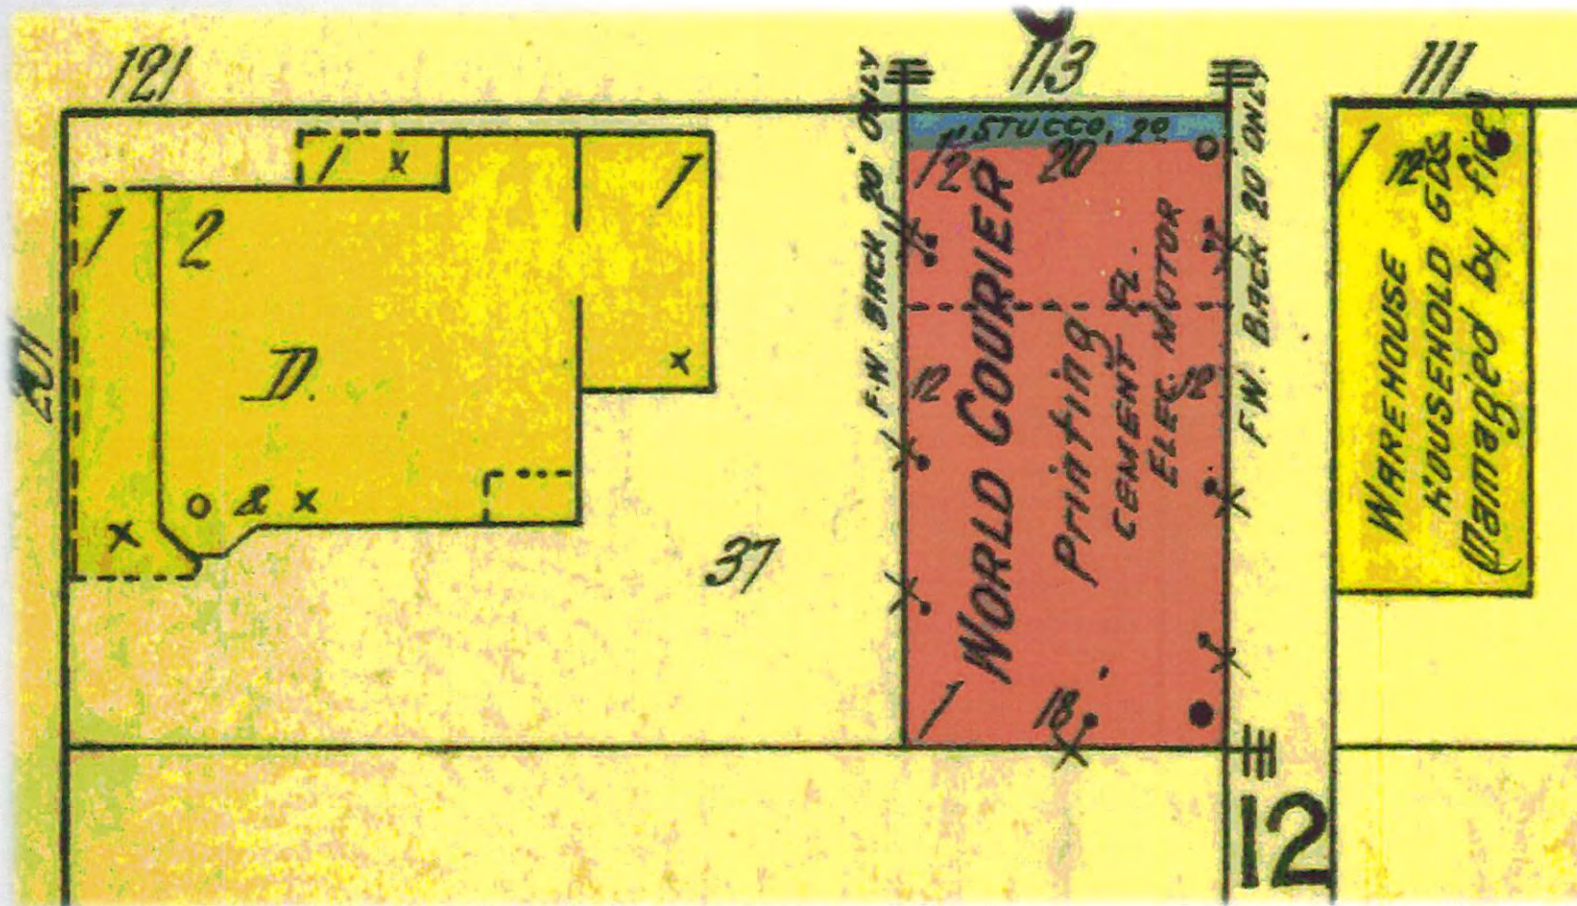 121
113
111
201
1
x
1
1
2
D.
x
o & x
x
37
F.W. BACK, 20' ONLY
STUCCO, 20
12
20
12
WORLD COURIER
Printing
CEMENT FL.
ELEC. MOTOR
12
1
18
F.W. BACK 20' ONLY
1
12
WAREHOUSE
HOUSEHOLD GDS.
(Damaged by fire)
12